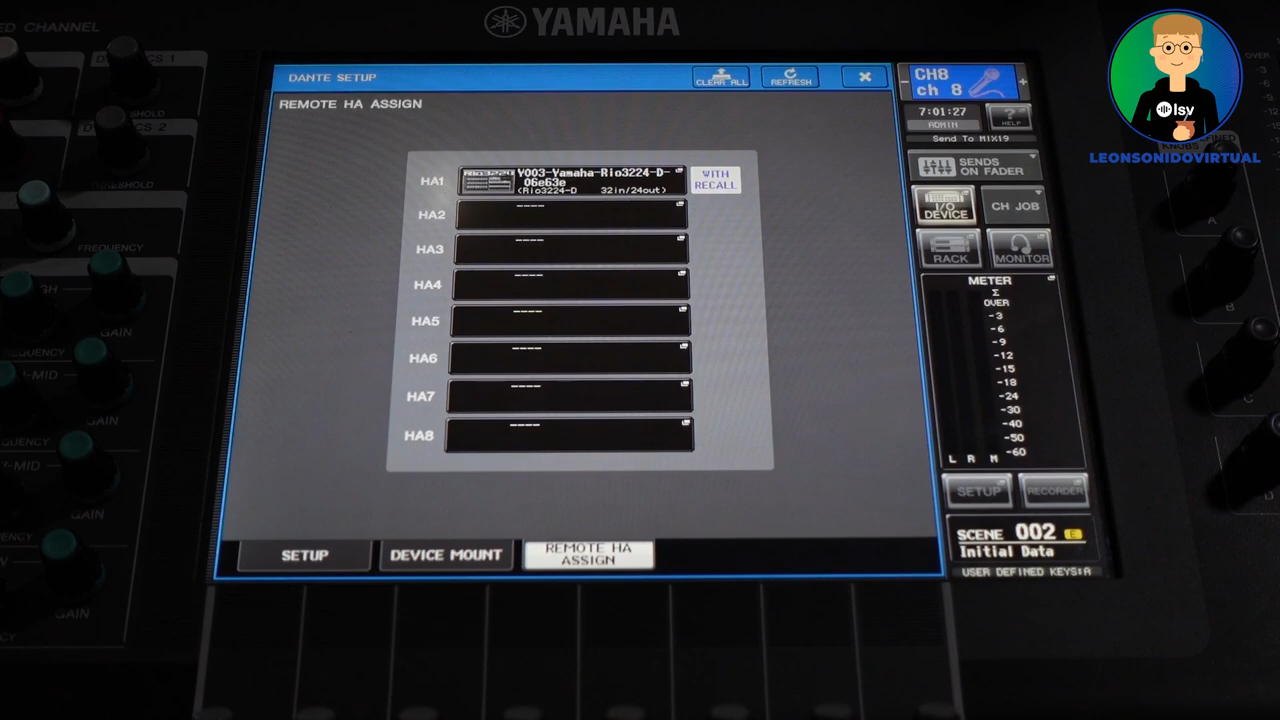 YAMAHA
DANTE SETUP
CLEAR ALL
REFRESH
REMOTE HA ASSIGN
HA1
Y003-Yamaha-Rio3224-D-
06e63e
(Rio3224-D 32in/24out)
WITH
RECALL
HA2
----
HA3
----
HA4
----
HA5
----
HA6
----
HA7
----
HA8
----
SETUP
DEVICE MOUNT
REMOTE HA
ASSIGN
CH8
ch 8
7:01:27
ADMIN
?
HELP
Send To MIX19
SENDS
ON FADER
I/O
DEVICE
CH JOB
RACK
MONITOR
METER
Σ
OVER
-3
-6
-9
-12
-15
-18
-24
-30
-40
-50
-60
L R M
SETUP
RECORDER
SCENE 002 E
Initial Data
USER DEFINED KEYS:A
lsv
LEONSONIDOVIRTUAL
ED CHANNEL
FREQUENCY
GAIN
GAIN
GAIN
GAIN
A
B
C
D